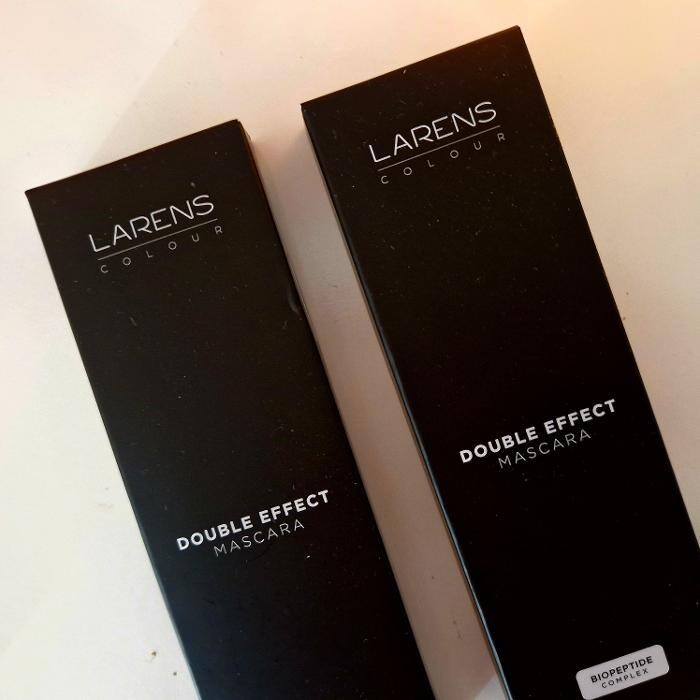 LARENS
COLOUR
DOUBLE EFFECT
MASCARA
LARENS
COLOUR
DOUBLE EFFECT
MASCARA
BIOPEPTIDE
COMPLEX